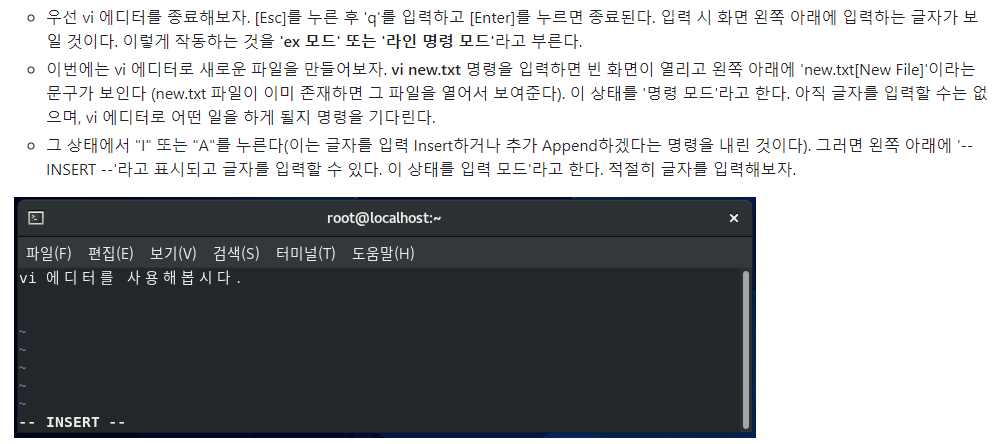 우선 vi 에디터를 종료해보자. [Esc]를 누른 후 'q'를 입력하고 [Enter]를 누르면 종료된다. 입력 시 화면 왼쪽 아래에 입력하는 글자가 보
일 것이다. 이렇게 작동하는 것을 'ex 모드' 또는 '라인 명령 모드'라고 부른다.
이번에는 vi 에디터로 새로운 파일을 만들어보자. vi new.txt 명령을 입력하면 빈 화면이 열리고 왼쪽 아래에 'new.txt[New File]'이라는
문구가 보인다 (new.txt 파일이 이미 존재하면 그 파일을 열어서 보여준다). 이 상태를 '명령 모드'라고 한다. 아직 글자를 입력할 수는 없
으며, vi 에디터로 어떤 일을 하게 될지 명령을 기다린다.
그 상태에서 "I" 또는 "A"를 누른다(이는 글자를 입력 Insert하거나 추가 Append하겠다는 명령을 내린 것이다). 그러면 왼쪽 아래에 '--
INSERT --'라고 표시되고 글자를 입력할 수 있다. 이 상태를 입력 모드'라고 한다. 적절히 글자를 입력해보자.
root@localhost:~
파일(F) 편집(E) 보기(V) 검색(S) 터미널(T) 도움말(H)
vi 에디터를 사용해봅시다.
~
~
~
~
~
-- INSERT --